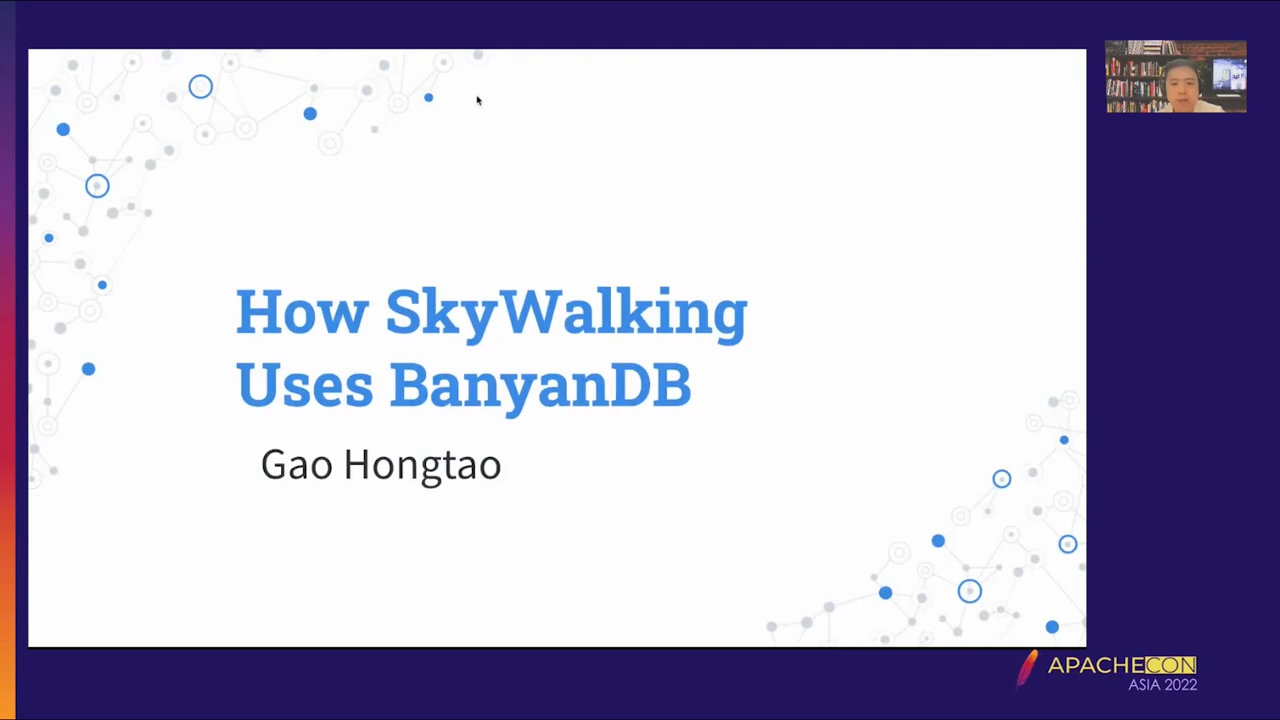 How SkyWalking
Uses BanyanDB
Gao Hongtao
APACHECON
ASIA 2022